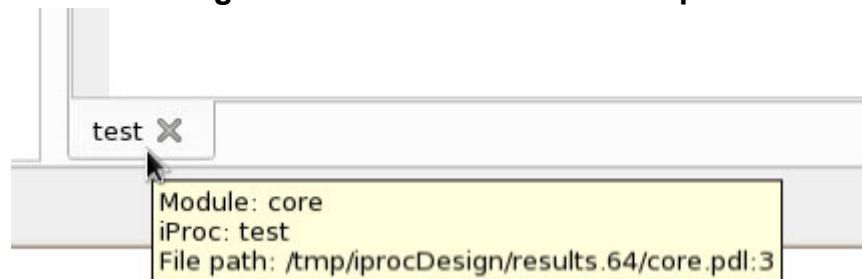 test
Module: core
iProc: test
File path: /tmp/iprocDesign/results.64/core.pdl:3